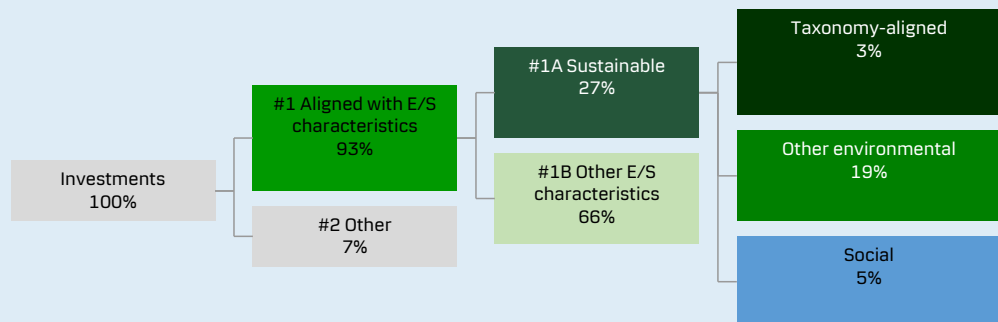 Investments
100%
#1 Aligned with E/S
characteristics
93%
#2 Other
7%
#1A Sustainable
27%
#1B Other E/S
characteristics
66%
Taxonomy-aligned
3%
Other environmental
19%
Social
5%